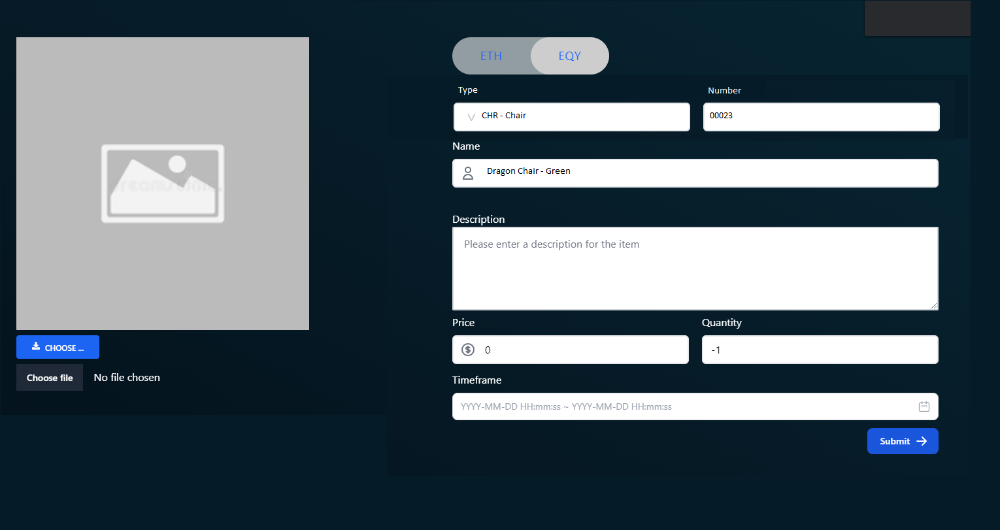 ETH EQY
Type Number
CHR - Chair 00023
Name
Dragon Chair - Green
Description
Please enter a description for the item
Price Quantity
0 -1
Timeframe
YYYY-MM-DD HH:mm:ss ~ YYYY-MM-DD HH:mm:ss
Submit
CHOOSE ...
Choose file No file chosen